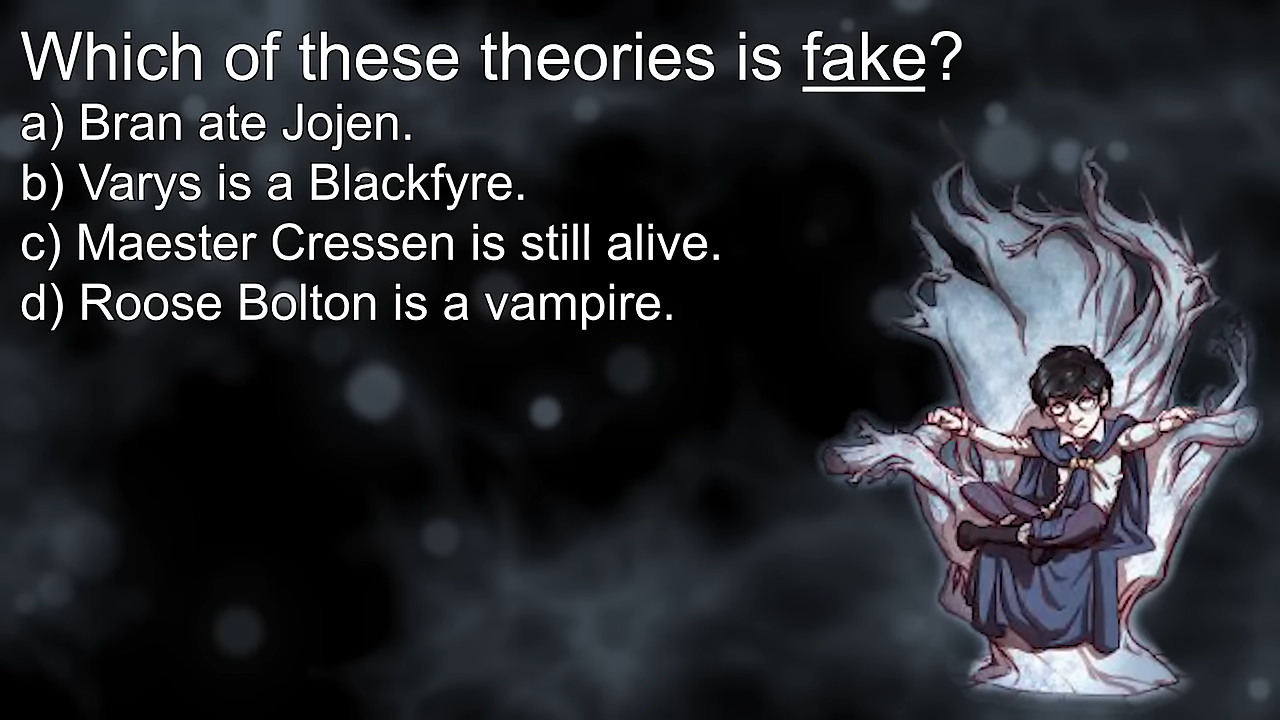 Which of these theories is fake?
a) Bran ate Jojen.
b) Varys is a Blackfyre.
c) Maester Cressen is still alive.
d) Roose Bolton is a vampire.